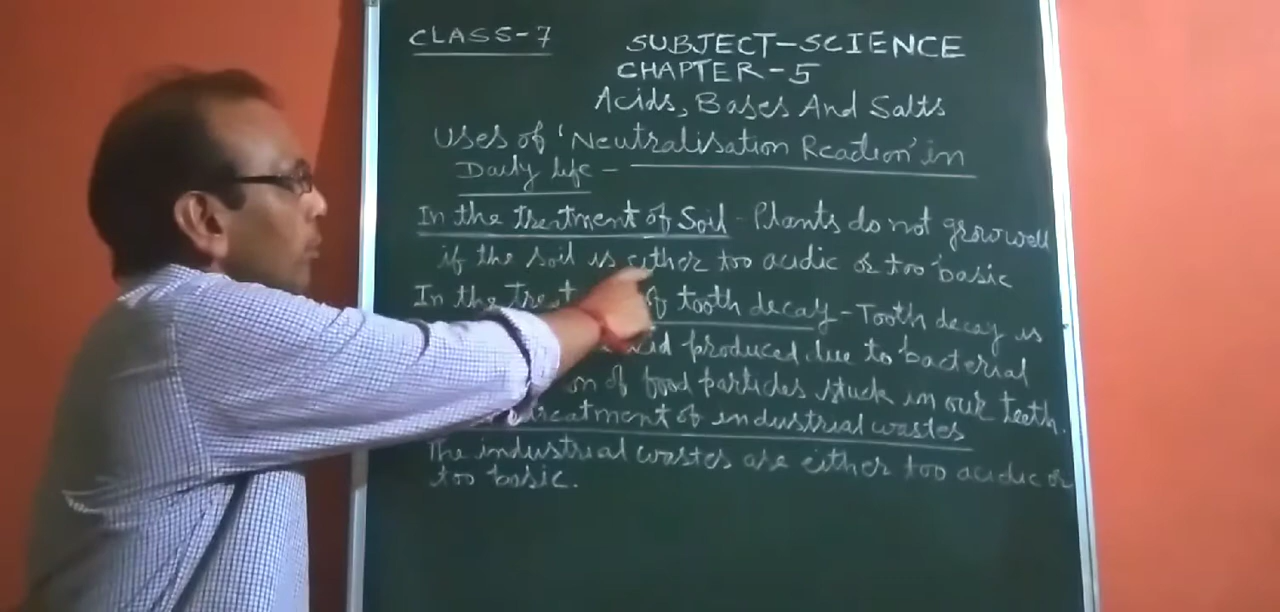 CLASS-7
SUBJECT-SCIENCE
CHAPTER-5
Acids, Bases And Salts
Uses of 'Neutralisation Reaction' in
Daily life -
In the treatment of Soil - Plants do not grow well
if the soil is either too acidic or too basic
In the of tooth decay - Tooth decay is
produced due to bacterial
of food particles stuck in our teeth.
treatment of industrial wastes
The industrial wastes are either too acidic or
too basic.